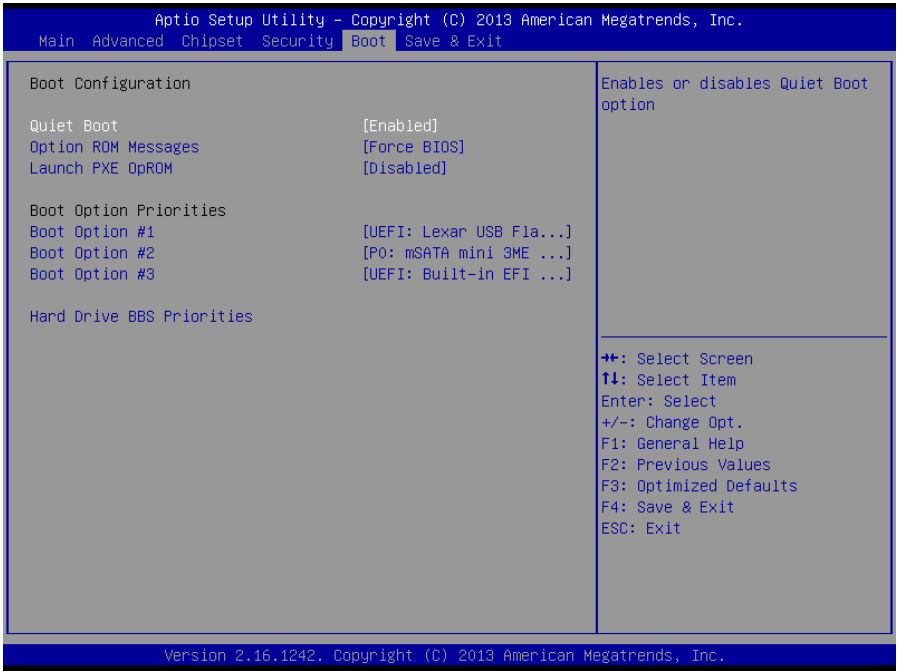 Aptio Setup Utility – Copyright (C) 2013 American Megatrends, Inc.
Main Advanced Chipset Security Boot Save & Exit
Boot Configuration
Quiet Boot [Enabled]
Option ROM Messages [Force BIOS]
Launch PXE OpROM [Disabled]
Boot Option Priorities
Boot Option #1 [UEFI: Lexar USB Fla...]
Boot Option #2 [P0: mSATA mini 3ME ...]
Boot Option #3 [UEFI: Built-in EFI ...]
Hard Drive BBS Priorities
Enables or disables Quiet Boot
option
→←: Select Screen
↑↓: Select Item
Enter: Select
+/-: Change Opt.
F1: General Help
F2: Previous Values
F3: Optimized Defaults
F4: Save & Exit
ESC: Exit
Version 2.16.1242. Copyright (C) 2013 American Megatrends, Inc.